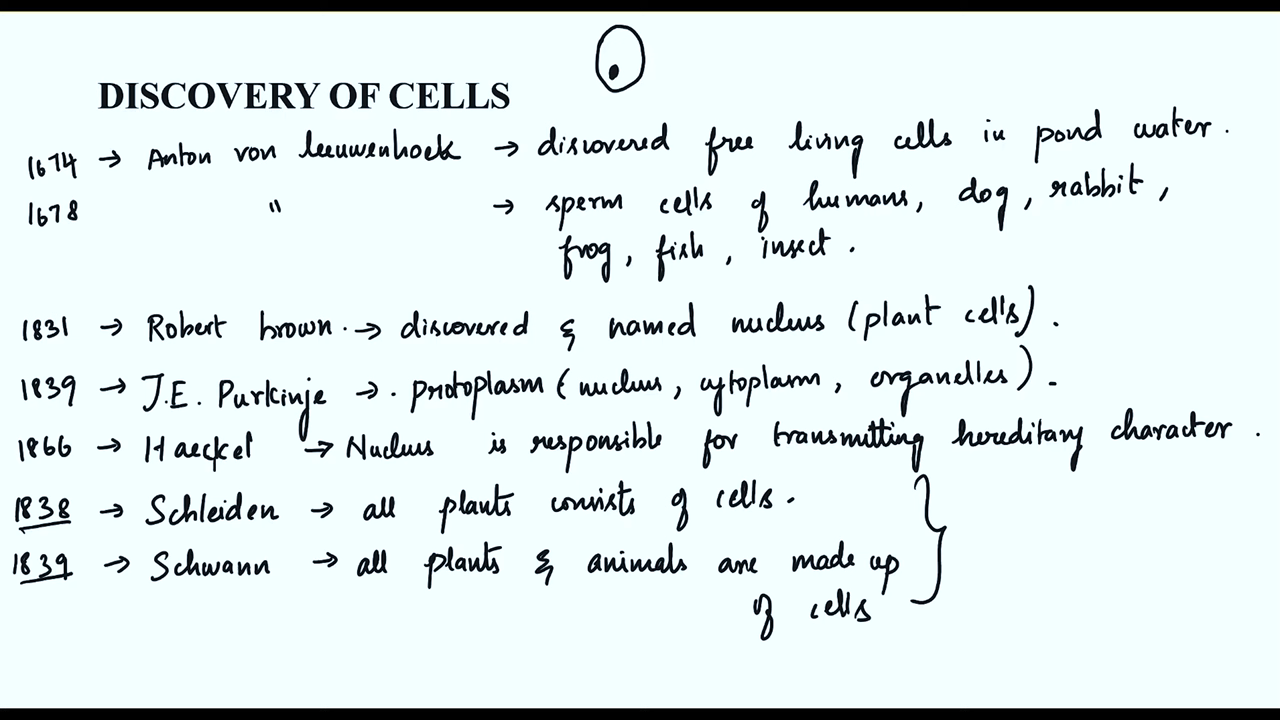 DISCOVERY OF CELLS
1674 → Anton von leeuwenhoek → discovered free living cells in pond water.
1678 " → sperm cells of humans, dog, rabbit,
frog, fish, insect.
1831 → Robert brown. → discovered & named nucleus (plant cells).
1839 → J.E. Purkinje → . protoplasm (nucleus, cytoplasm, organelles).
1866 → Haeckel → Nucleus is responsible for transmitting hereditary character.
1838 → Schleiden → all plants consists of cells.
1839 → Schwann → all plants & animals are made up
of cells